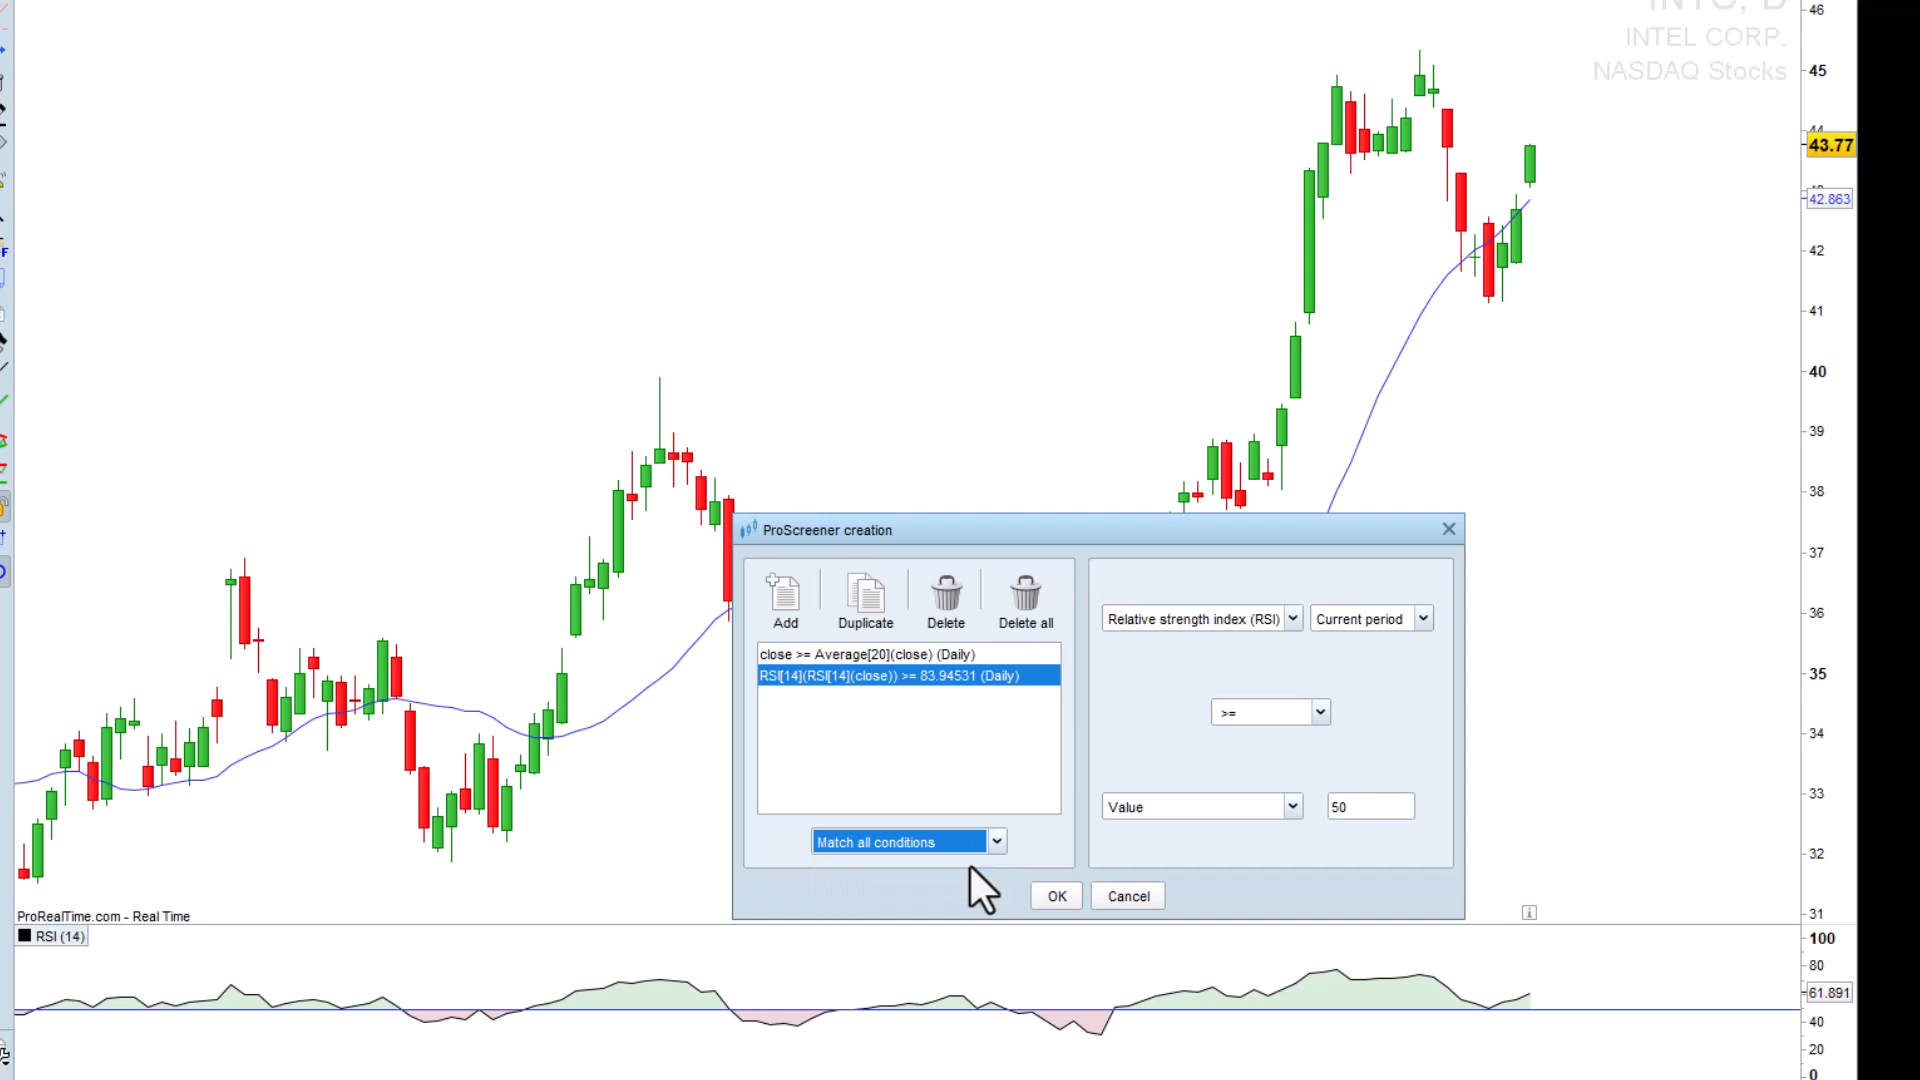 46
INTEL CORP.
NASDAQ Stocks
45
44
43.77
42.863
42
41
40
39
38
37
36
35
34
33
32
31
ProScreener creation
Add
Duplicate
Delete
Delete all
close >= Average[20](close) (Daily)
RSI[14](RSI[14](close)) >= 83.94531 (Daily)
Match all conditions
Relative strength index (RSI)
Current period
>=
Value
50
OK
Cancel
ProRealTime.com - Real Time
RSI (14)
100
80
61.891
40
20
0